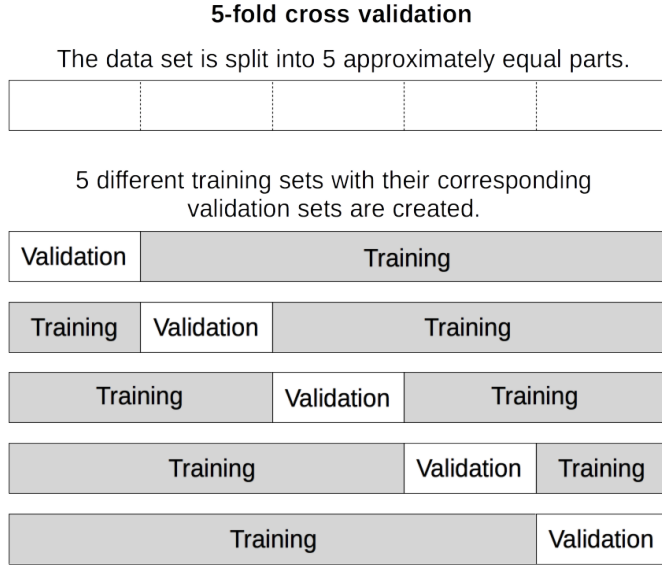 5-fold cross validation
The data set is split into 5 approximately equal parts.
5 different training sets with their corresponding
validation sets are created.
Validation Training
Training Validation Training
Training Validation Training
Training Validation Training
Training Validation